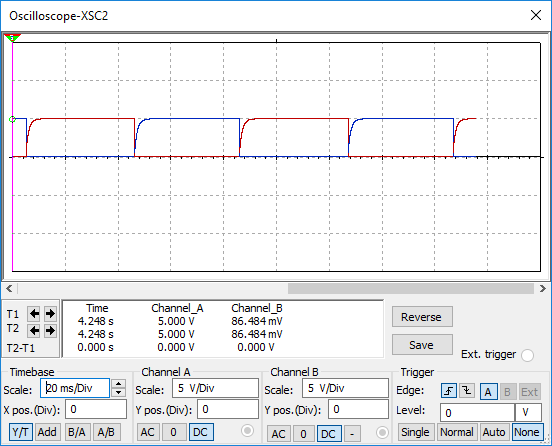 Oscilloscope-XSC2
T1
T2
T2-T1
Time Channel_A Channel_B
4.248 s 5.000 V 86.484 mV
4.248 s 5.000 V 86.484 mV
0.000 s 0.000 V 0.000 V
Reverse
Save
Ext. trigger
Timebase
Scale: 20 ms/Div
X pos.(Div): 0
Y/T Add B/A A/B
Channel A
Scale: 5 V/Div
Y pos.(Div): 0
AC 0 DC
Channel B
Scale: 5 V/Div
Y pos.(Div): 0
AC 0 DC -
Trigger
Edge: A B Ext
Level: 0 V
Single Normal Auto None